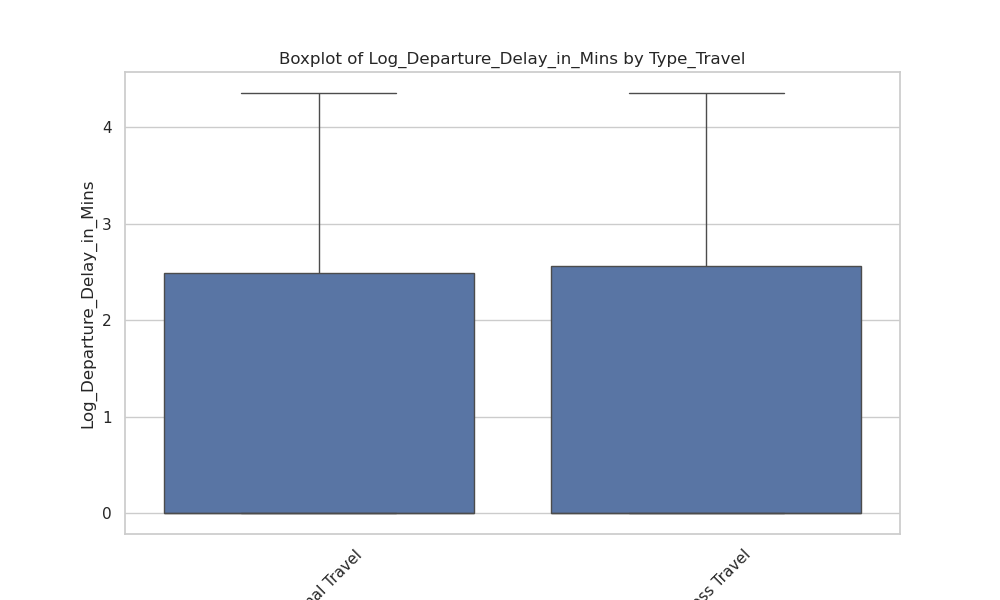 Boxplot of Log_Departure_Delay_in_Mins by Type_Travel
Log_Departure_Delay_in_Mins
4
3
2
1
0
Travel
Travel